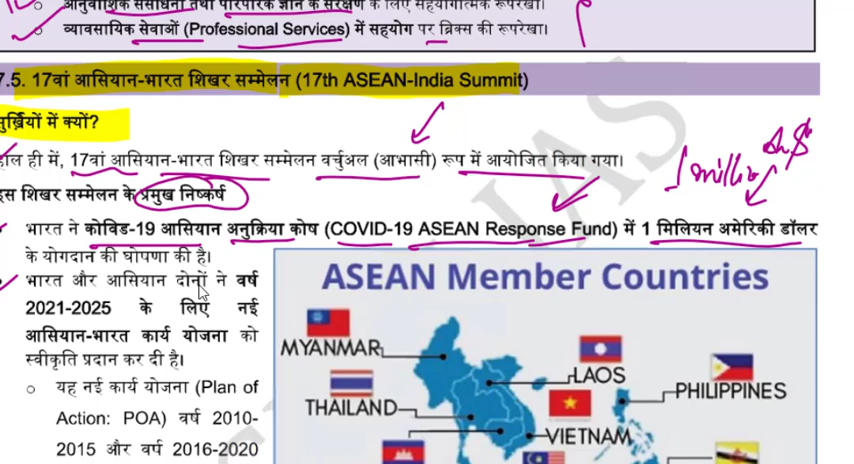 आनुवांशिक संसाधनों तथा पारंपरिक ज्ञान के संरक्षण के लिए सहयोगात्मक रूपरेखा।
व्यावसायिक सेवाओं (Professional Services) में सहयोग पर ब्रिक्स की रूपरेखा।
7.5. 17वां आसियान-भारत शिखर सम्मेलन (17th ASEAN-India Summit)
सुर्ख़ियों में क्यों?
हाल ही में, 17वां आसियान-भारत शिखर सम्मेलन वर्चुअल (आभासी) रूप में आयोजित किया गया।
1 million
इस शिखर सम्मेलन के प्रमुख निष्कर्ष
भारत ने कोविड-19 आसियान अनुक्रिया कोष (COVID-19 ASEAN Response Fund) में 1 मिलियन अमेरिकी डॉलर
के योगदान की घोषणा की है।
भारत और आसियान दोनों ने वर्ष
2021-2025 के लिए नई
आसियान-भारत कार्य योजना को
स्वीकृति प्रदान कर दी है।
यह नई कार्य योजना (Plan of
Action: POA) वर्ष 2010-
2015 और वर्ष 2016-2020
ASEAN Member Countries
MYANMAR
LAOS
PHILIPPINES
THAILAND
VIETNAM
IAS